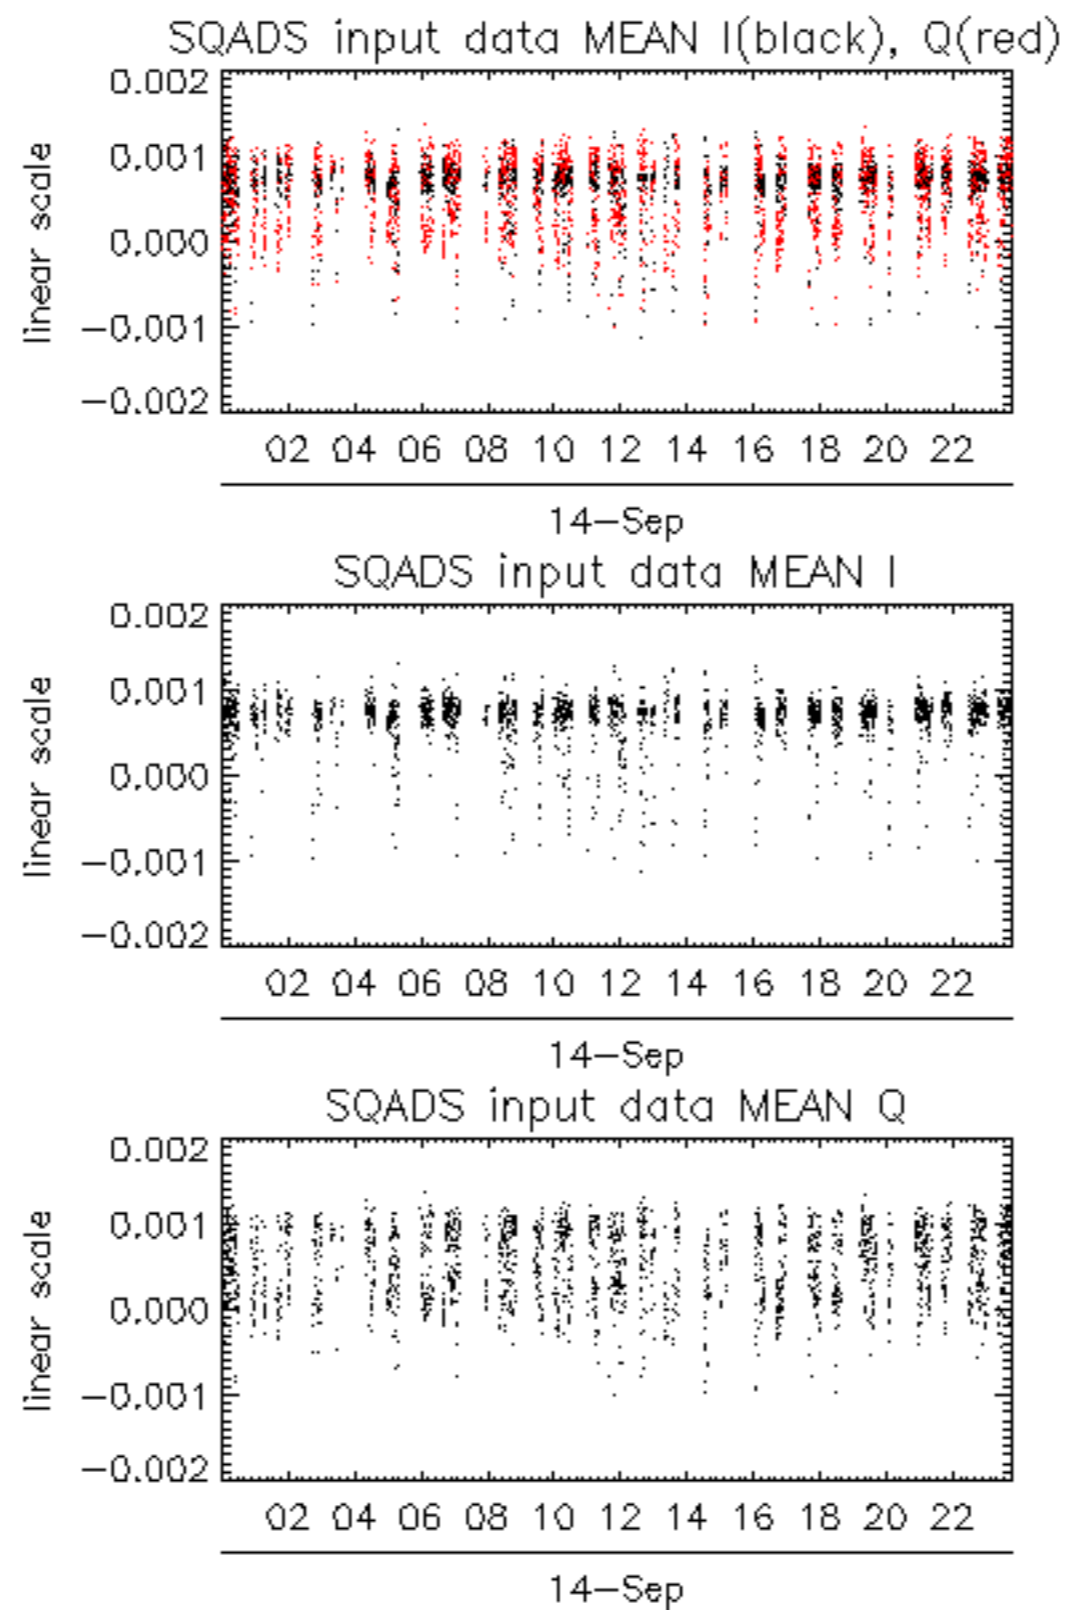 SQADS input data MEAN I(black), Q(red)
0.002
0.001
0.000
−0.001
−0.002
linear scale
02 04 06 08 10 12 14 16 18 20 22
14−Sep
SQADS input data MEAN I
0.002
0.001
0.000
−0.001
−0.002
linear scale
02 04 06 08 10 12 14 16 18 20 22
14−Sep
SQADS input data MEAN Q
0.002
0.001
0.000
−0.001
−0.002
linear scale
02 04 06 08 10 12 14 16 18 20 22
14−Sep